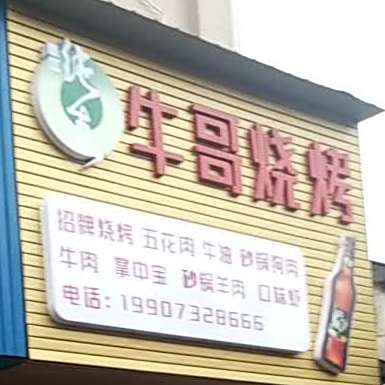 牛哥烧烤
招牌烧烤 五花肉 牛油 砂锅狗肉
牛肉 掌中宝 砂锅羊肉 口味虾
电话：19907328666